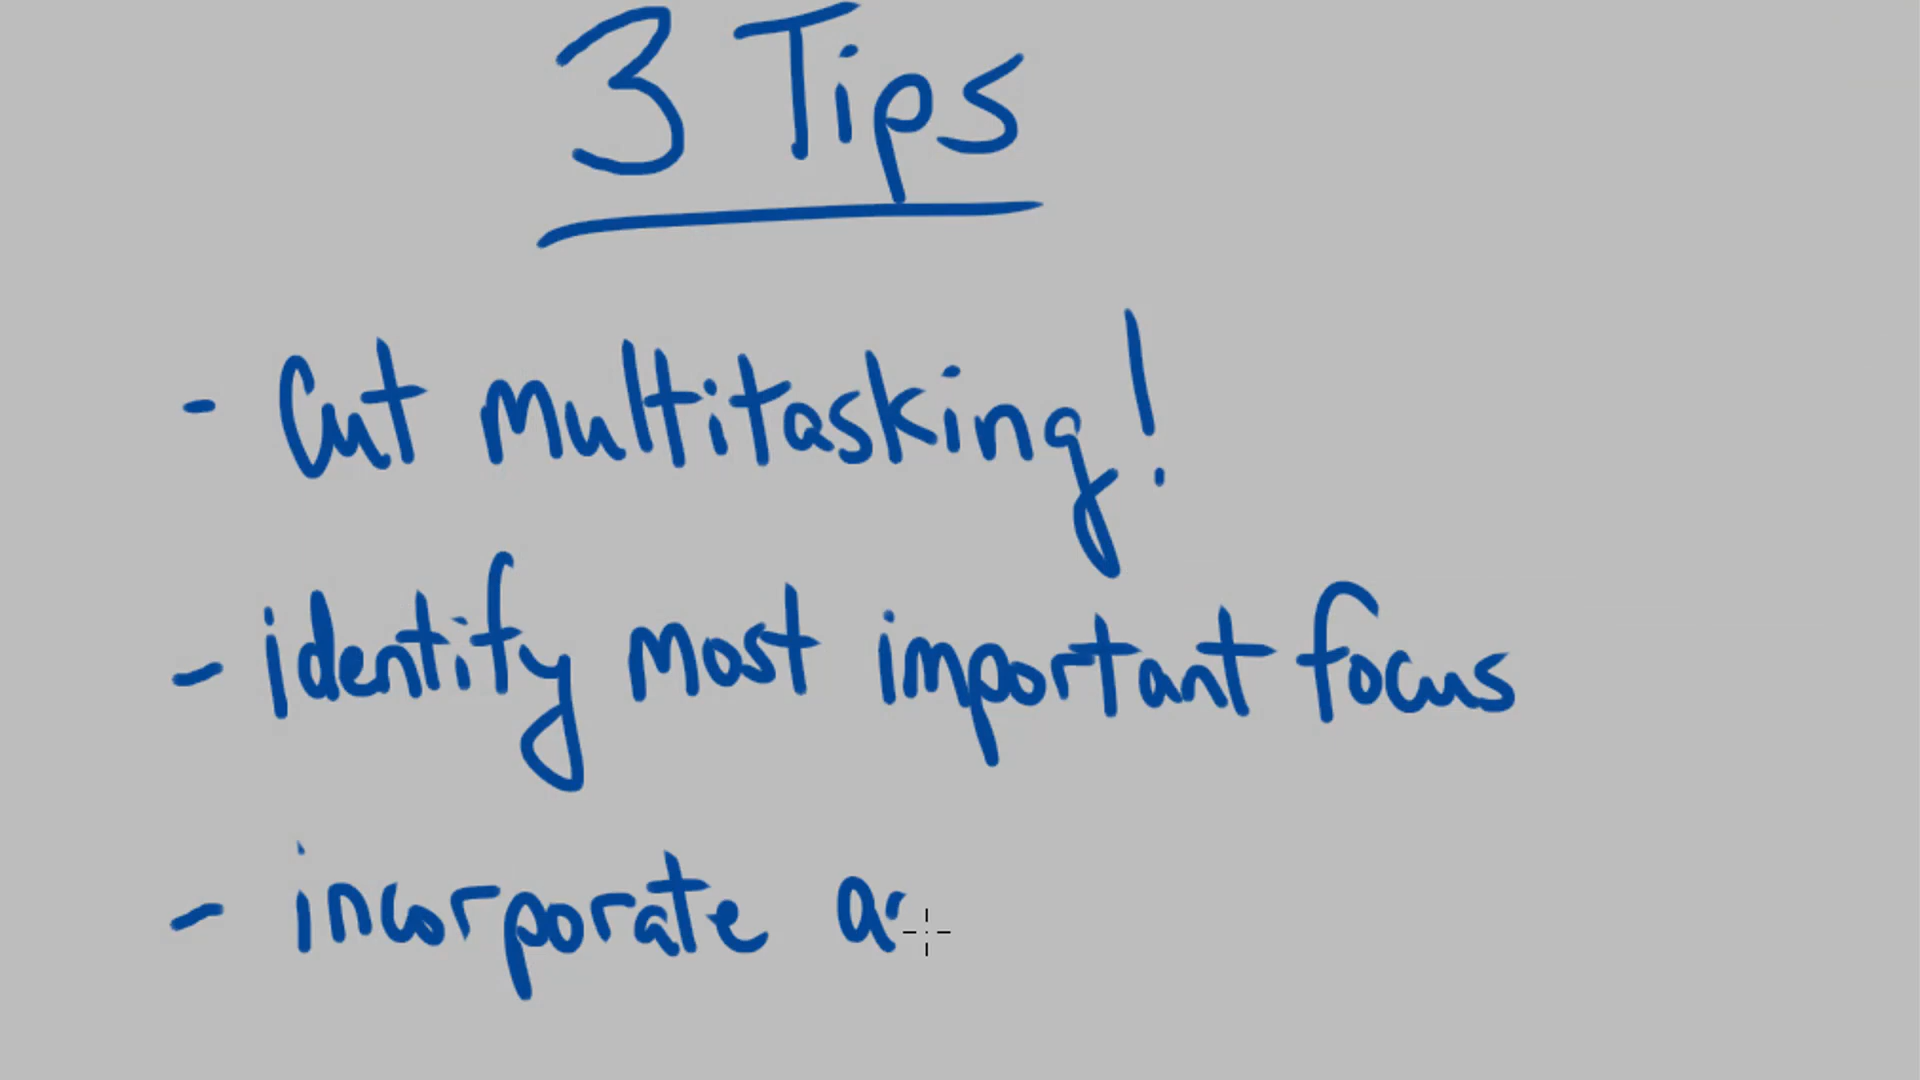 3 Tips
- Cut Multitasking!
- identify most important focus
- incorporate